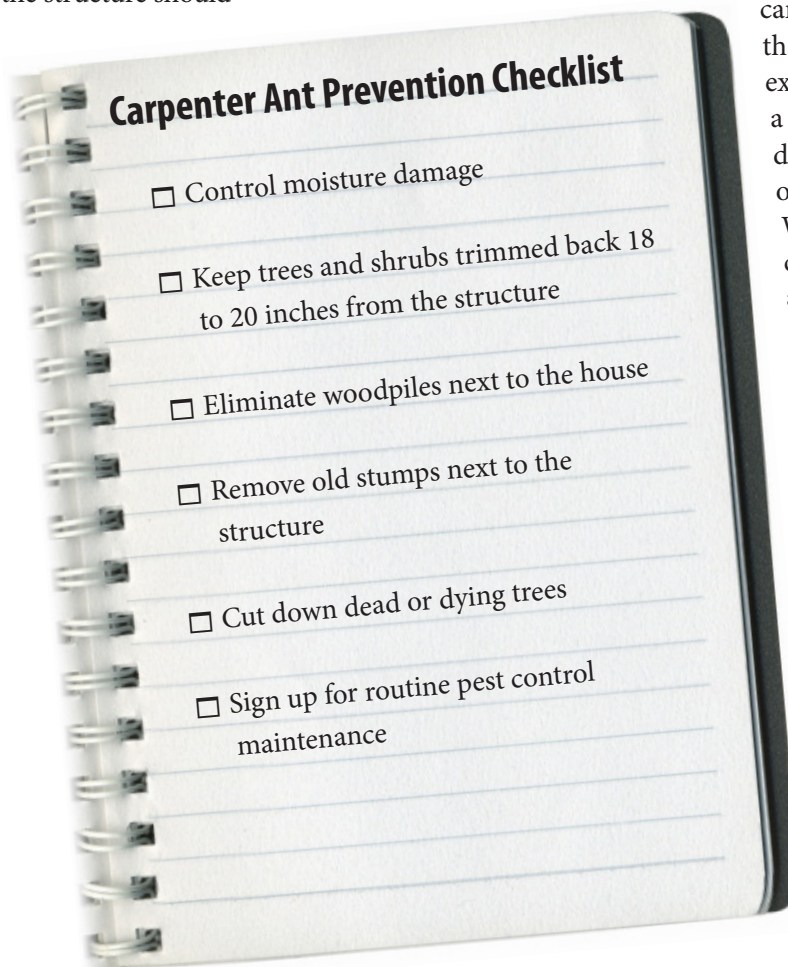 the structure should
Carpenter Ant Prevention Checklist
Control moisture damage
Keep trees and shrubs trimmed back 18
to 20 inches from the structure
Eliminate woodpiles next to the house
Remove old stumps next to the
structure
Cut down dead or dying trees
Sign up for routine pest control
maintenance